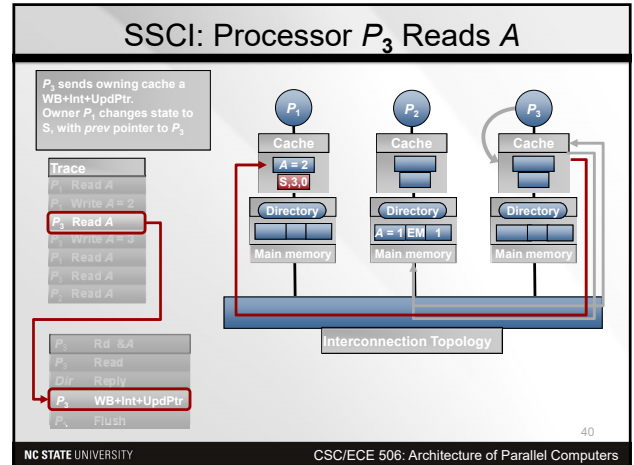 SSCI: Processor P3 Reads A
P3 sends owning cache a
WB+Int+UpdPtr.
Owner P1 changes state to
S, with prev pointer to P3
Trace
P1 Read A
P1 Write A = 2
P3 Read A
P1 Write A = 3
P1 Read A
P3 Read A
P2 Read A
P3 Rd &A
P3 Read
Dir Reply
P3 WB+Int+UpdPtr
Flush
P1
P2
P3
Cache
Cache
Cache
A = 2
S,3,0
Directory
Directory
Directory
A = 1 EM 1
Main memory
Main memory
Main memory
Interconnection Topology
40
NC STATE UNIVERSITY
CSC/ECE 506: Architecture of Parallel Computers